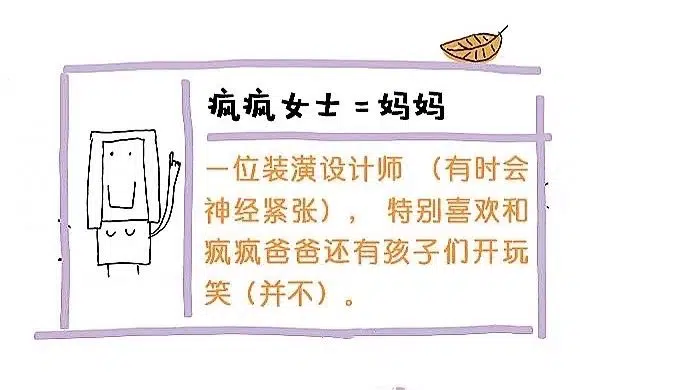 疯疯女士=妈妈
一位装潢设计师 （有时会
神经紧张）， 特别喜欢和
疯疯爸爸还有孩子们开玩
笑（并不）。